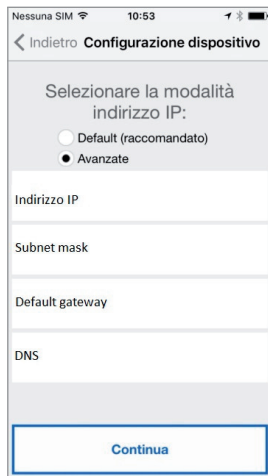 Nessuna SIM 10:53
Indietro Configurazione dispositivo
Selezionare la modalità
indirizzo IP:
Default (raccomandato)
Avanzate
Indirizzo IP
Subnet mask
Default gateway
DNS
Continua